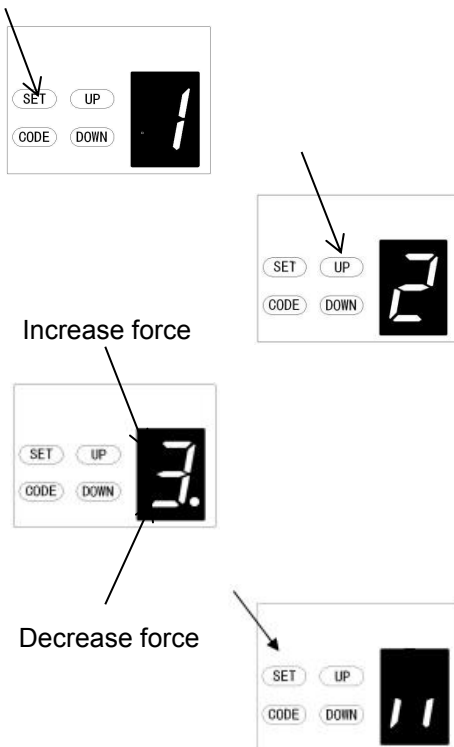 SET UP 1
CODE DOWN
SET UP 2
CODE DOWN
Increase force
SET UP 3.
CODE DOWN
Decrease force
SET UP 11
CODE DOWN